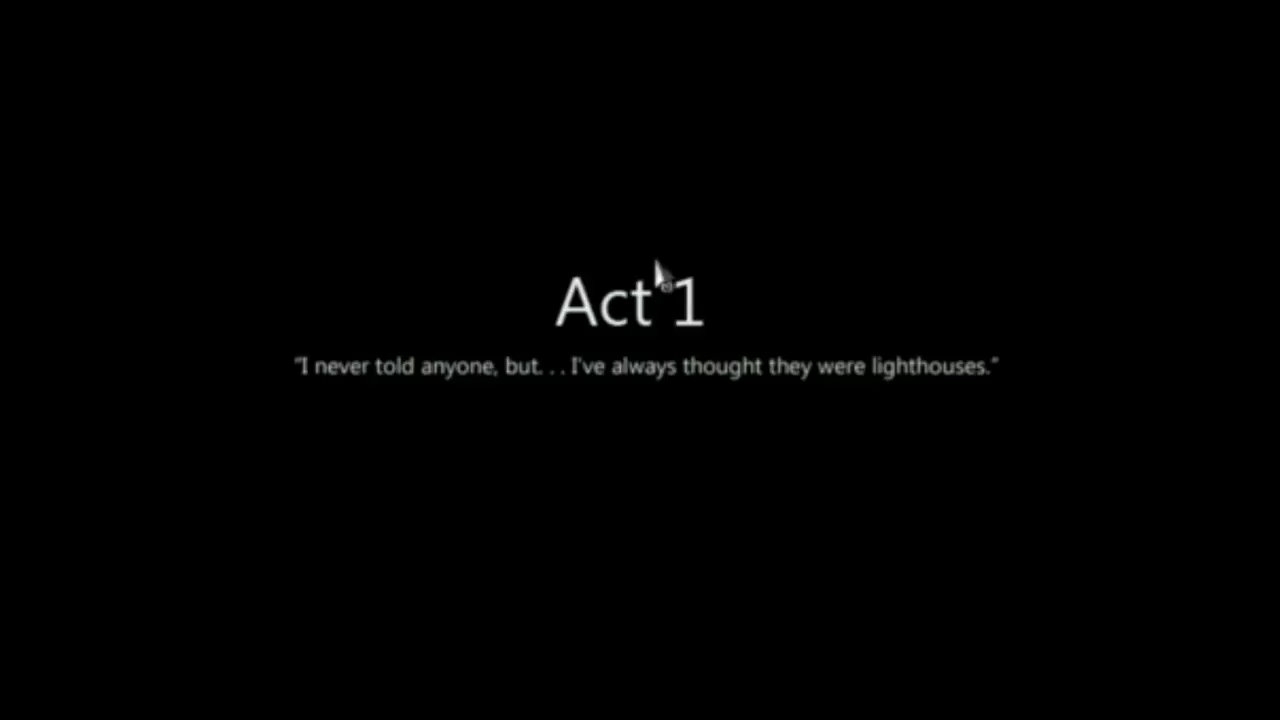 Act 1
"I never told anyone, but. . . I've always thought they were lighthouses."